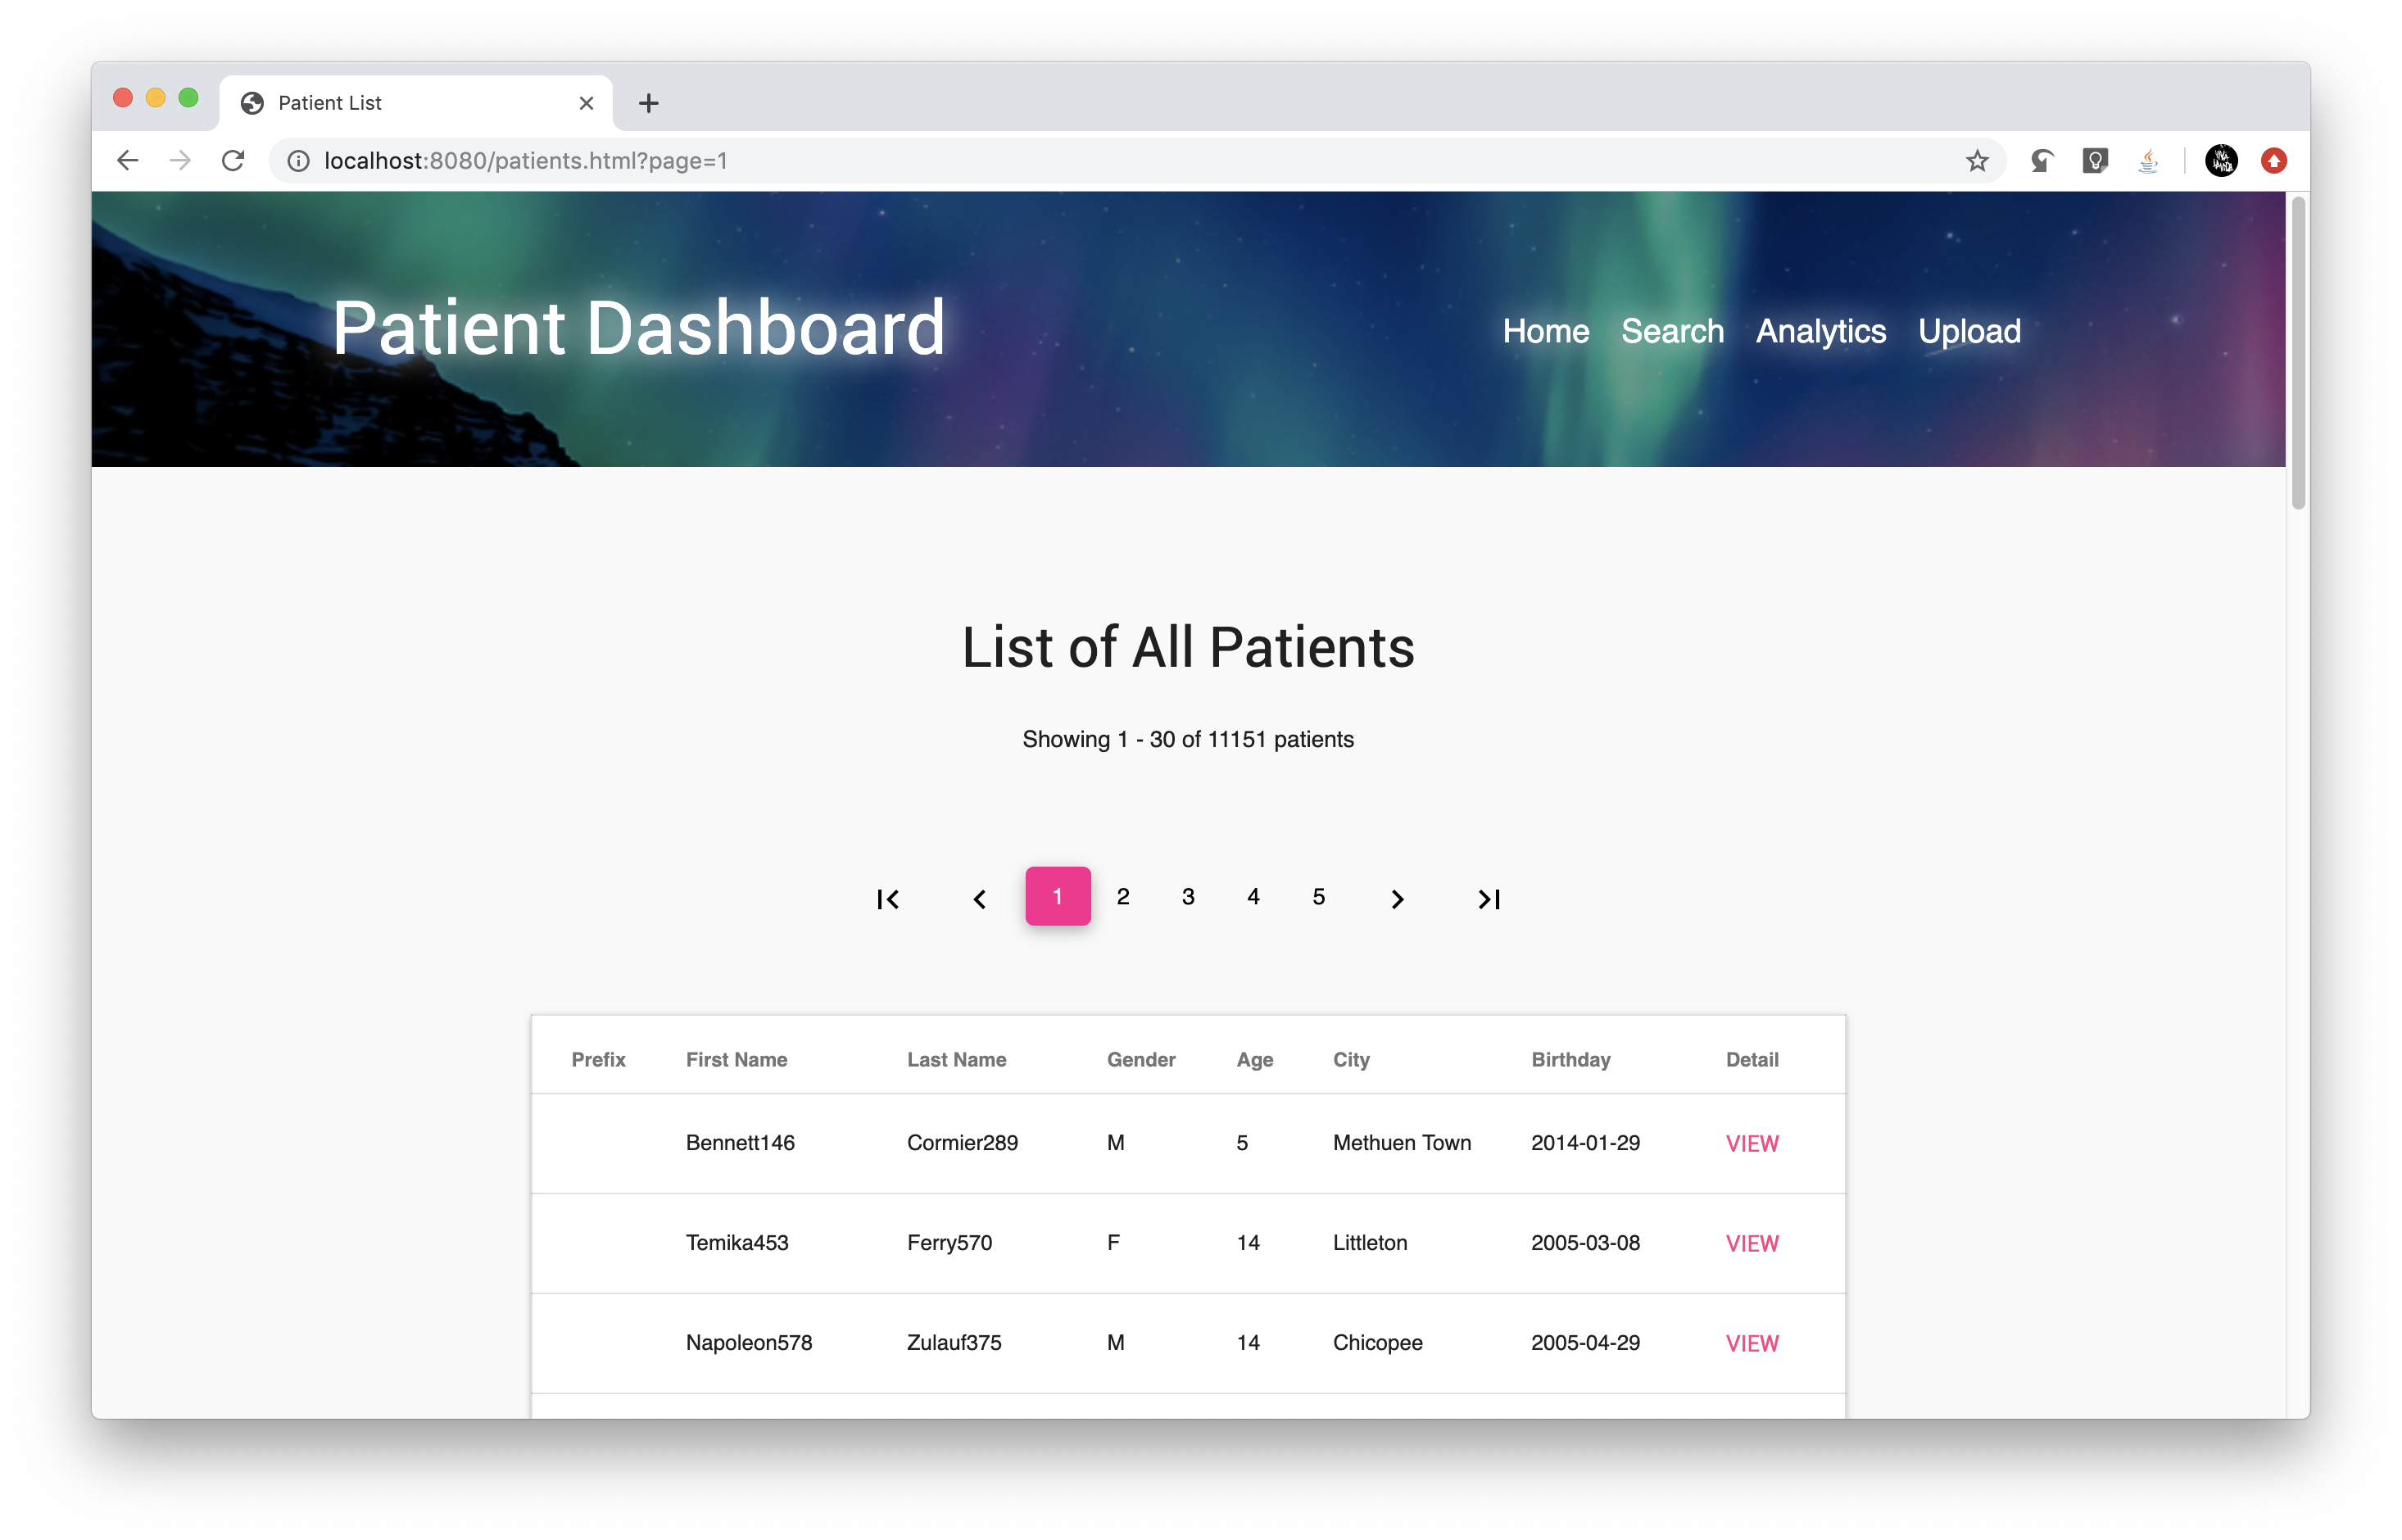 Patient List
localhost:8080/patients.html?page=1
Patient Dashboard
Home Search Analytics Upload
List of All Patients
Showing 1 - 30 of 11151 patients
1 2 3 4 5
Prefix First Name Last Name Gender Age City Birthday Detail
Bennett146 Cormier289 M 5 Methuen Town 2014-01-29 VIEW
Temika453 Ferry570 F 14 Littleton 2005-03-08 VIEW
Napoleon578 Zulauf375 M 14 Chicopee 2005-04-29 VIEW